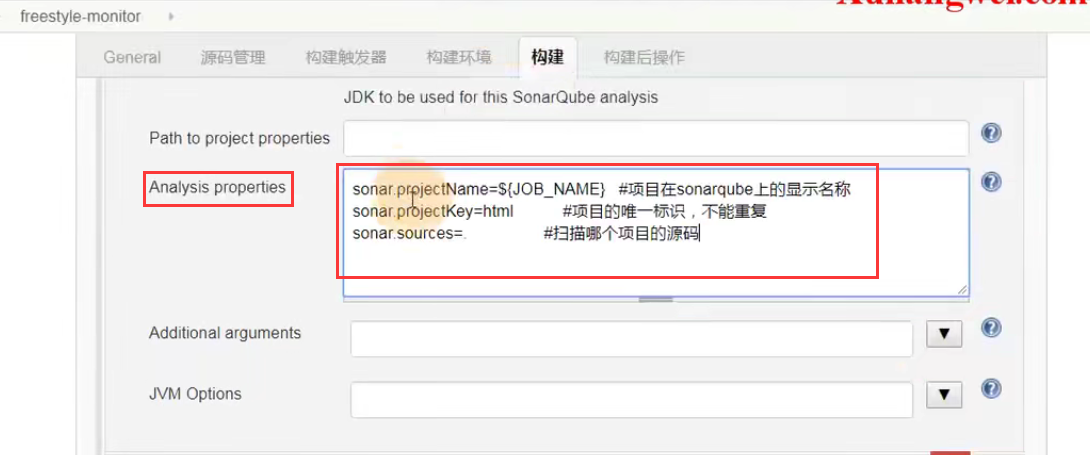 freestyle-monitor
General 源码管理 构建触发器 构建环境 构建 构建后操作
JDK to be used for this SonarQube analysis
Path to project properties
Analysis properties
sonar.projectName=${JOB_NAME} #项目在sonarqube上的显示名称
sonar.projectKey=html #项目的唯一标识，不能重复
sonar.sources=. #扫描哪个项目的源码
Additional arguments
JVM Options